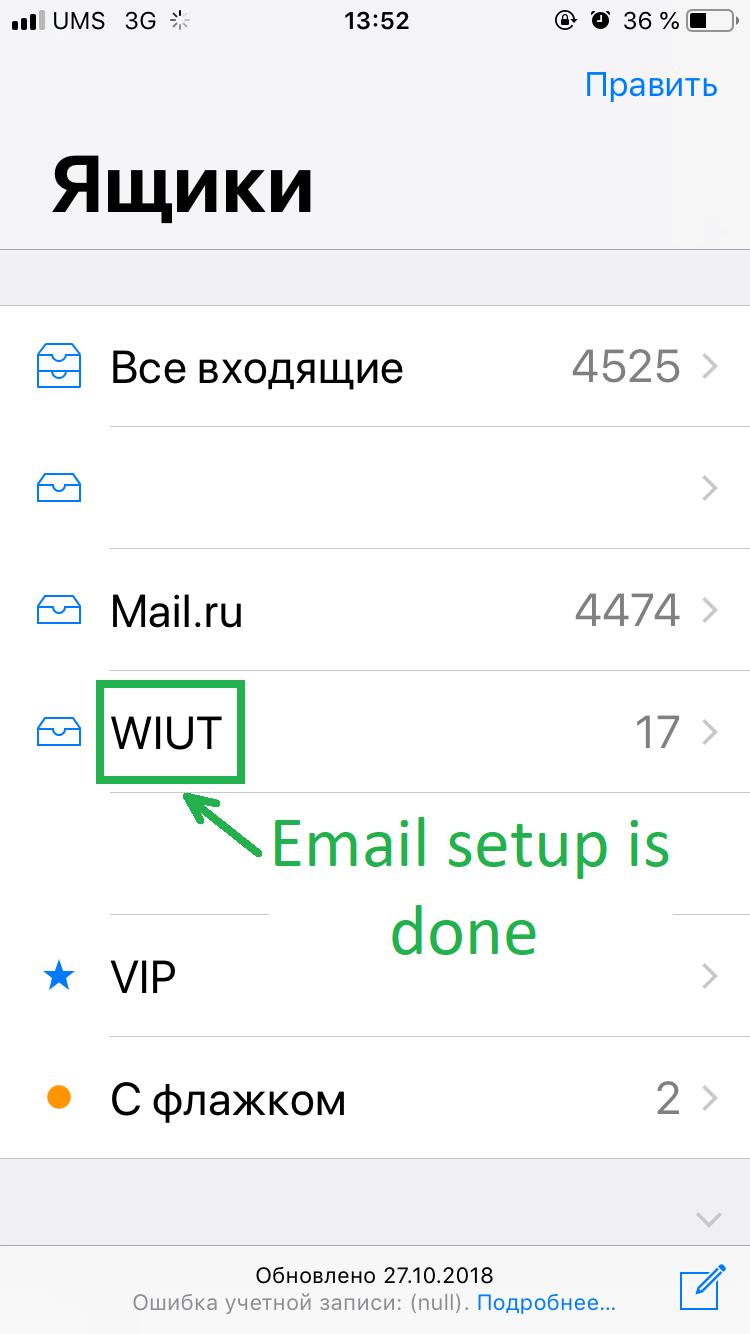 UMS 3G 13:52 36 %
Править
Ящики
Все входящие 4525
Mail.ru 4474
WIUT 17
Email setup is
done
VIP
С флажком 2
Обновлено 27.10.2018
Ошибка учетной записи: (null). Подробнее...